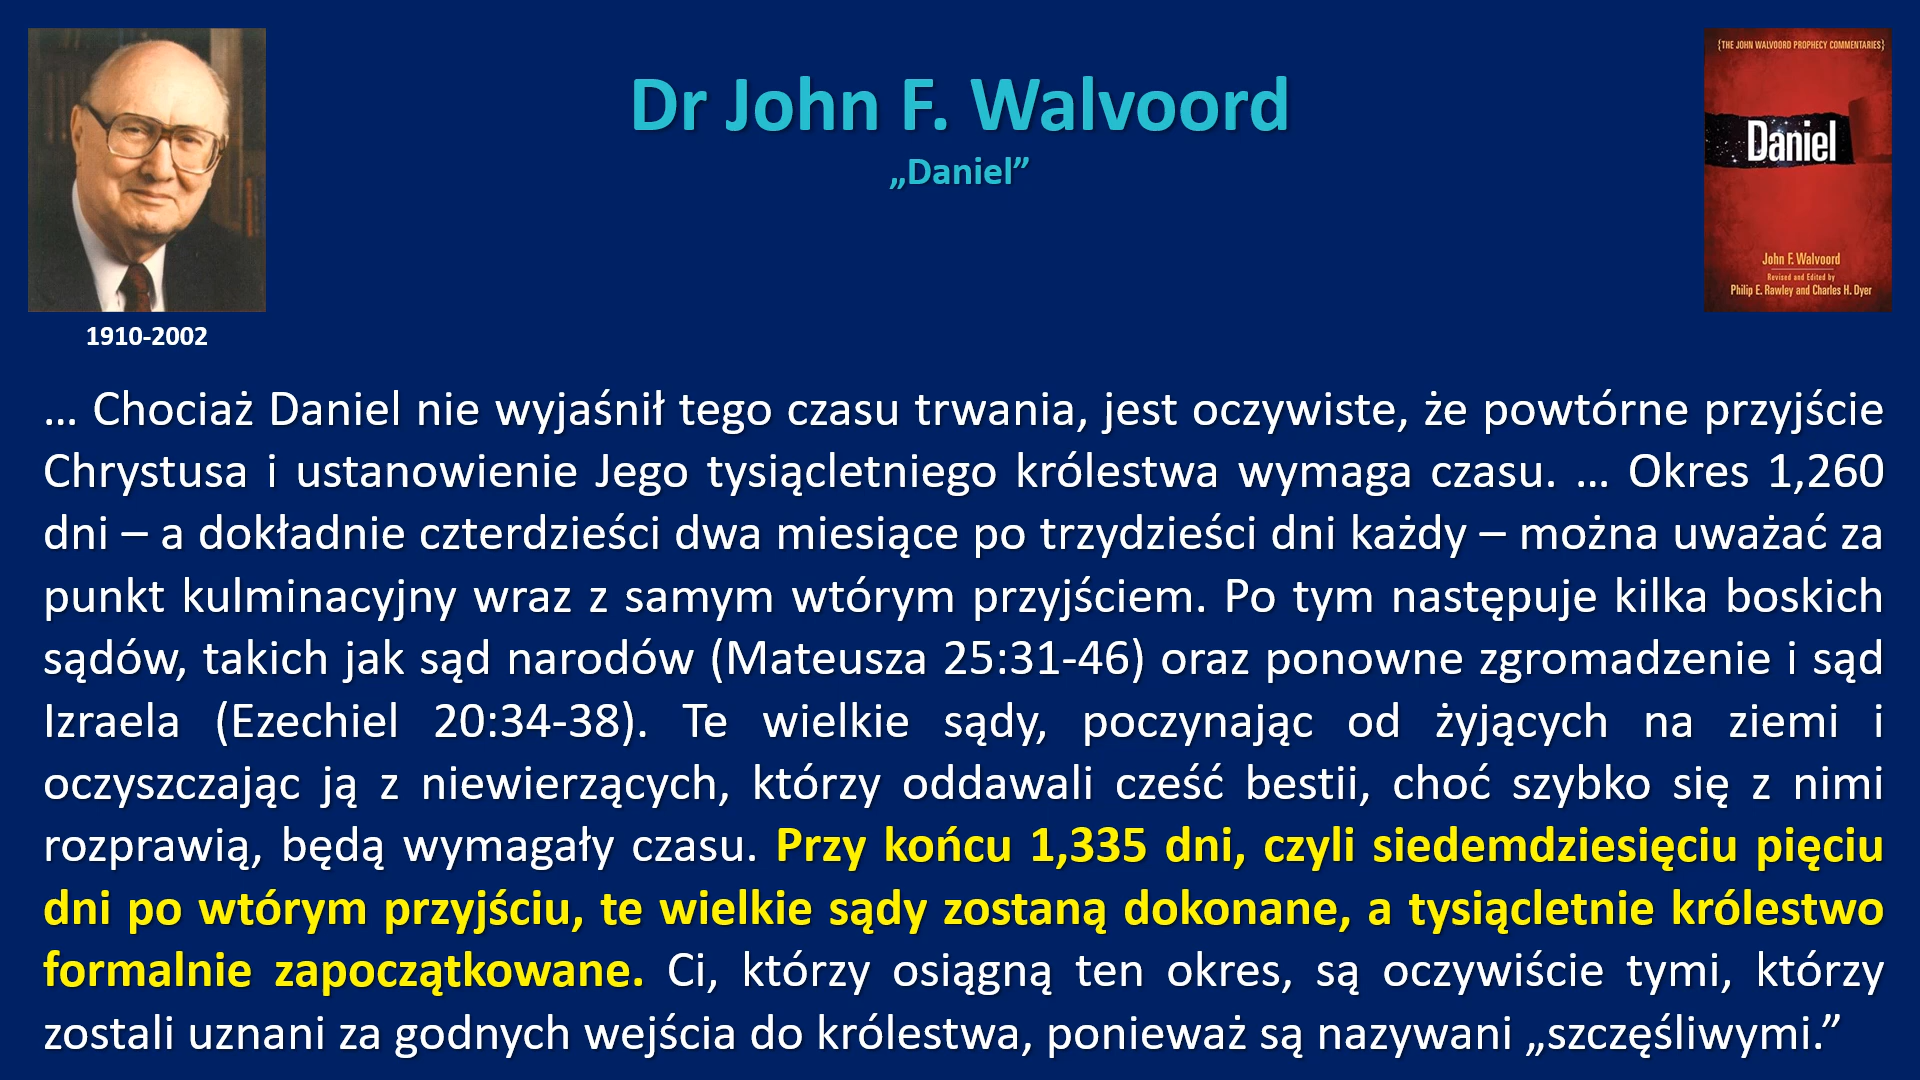 Dr John F. Walvoord
„Daniel”
1910-2002
{THE JOHN WALVOORD PROPHECY COMMENTARIES}
Daniel
John F. Walvoord
Revised and Edited by
Philip E. Rawley and Charles H. Dyer
… Chociaż Daniel nie wyjaśnił tego czasu trwania, jest oczywiste, że powtórne przyjście
Chrystusa i ustanowienie Jego tysiącletniego królestwa wymaga czasu. … Okres 1,260
dni – a dokładnie czterdzieści dwa miesiące po trzydzieści dni każdy – można uważać za
punkt kulminacyjny wraz z samym wtórym przyjściem. Po tym następuje kilka boskich
sądów, takich jak sąd narodów (Mateusza 25:31-46) oraz ponowne zgromadzenie i sąd
Izraela (Ezechiel 20:34-38). Te wielkie sądy, poczynając od żyjących na ziemi i
oczyszczając ją z niewierzących, którzy oddawali cześć bestii, choć szybko się z nimi
rozprawią, będą wymagały czasu. Przy końcu 1,335 dni, czyli siedemdziesięciu pięciu
dni po wtórym przyjściu, te wielkie sądy zostaną dokonane, a tysiącletnie królestwo
formalnie zapoczątkowane. Ci, którzy osiągną ten okres, są oczywiście tymi, którzy
zostali uznani za godnych wejścia do królestwa, ponieważ są nazywani „szczęśliwymi.”